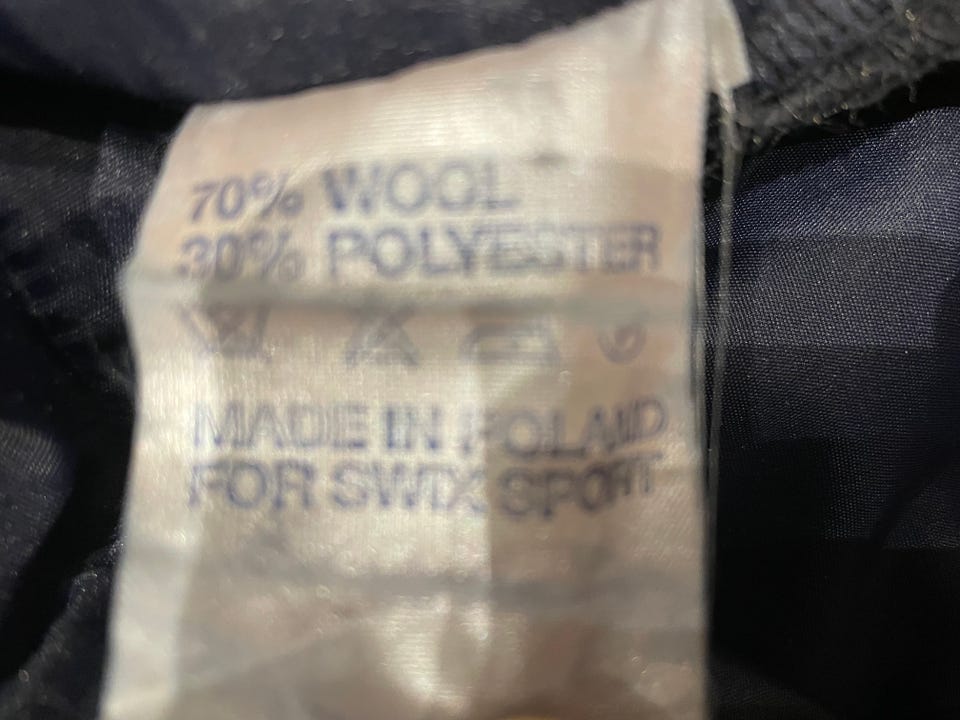 70% WOOL
30% POLYESTER
MADE IN POLAND
FOR SWIX SPORT